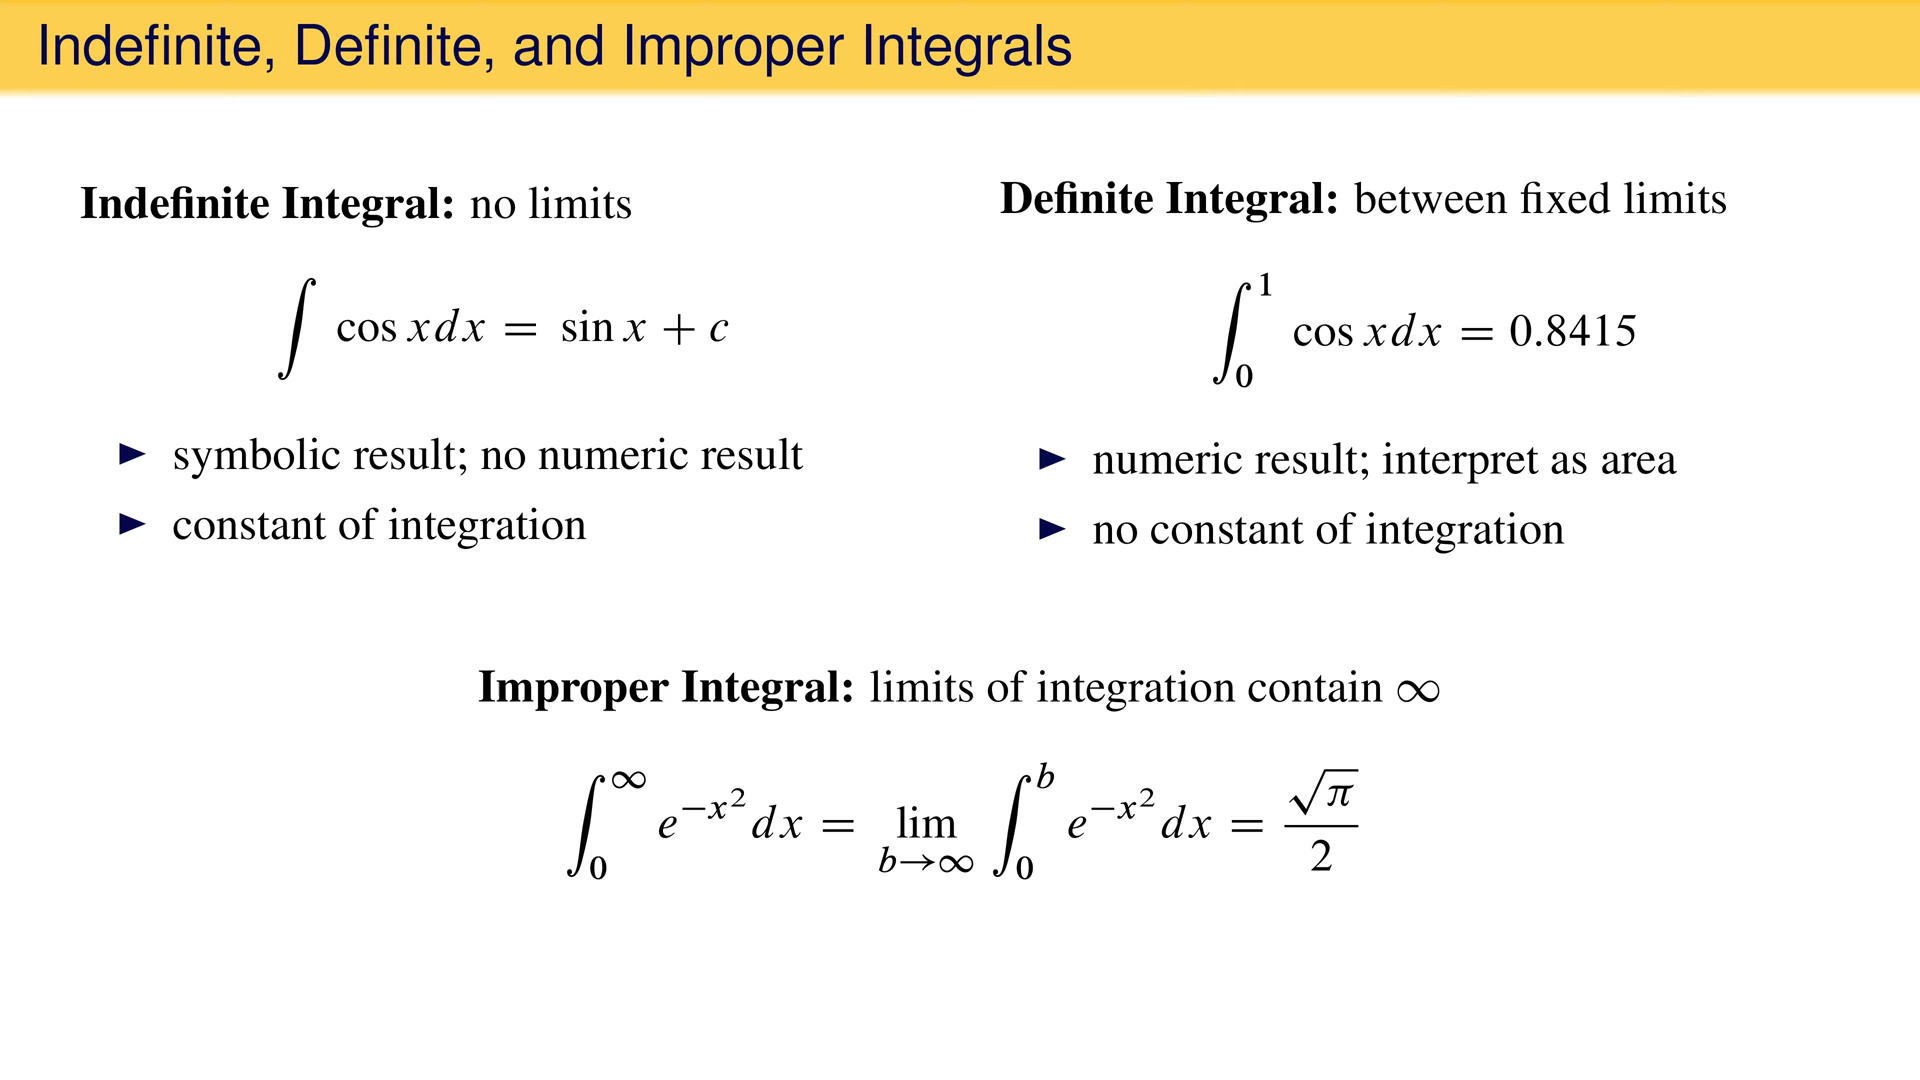 Indefinite, Definite, and Improper Integrals
Indefinite Integral: no limits
∫ cos x dx = sin x + c
▶ symbolic result; no numeric result
▶ constant of integration
Definite Integral: between fixed limits
∫₀¹ cos x dx = 0.8415
▶ numeric result; interpret as area
▶ no constant of integration
Improper Integral: limits of integration contain ∞
∫₀^∞ e^{−x²} dx = lim_{b→∞} ∫₀^b e^{−x²} dx = √π / 2